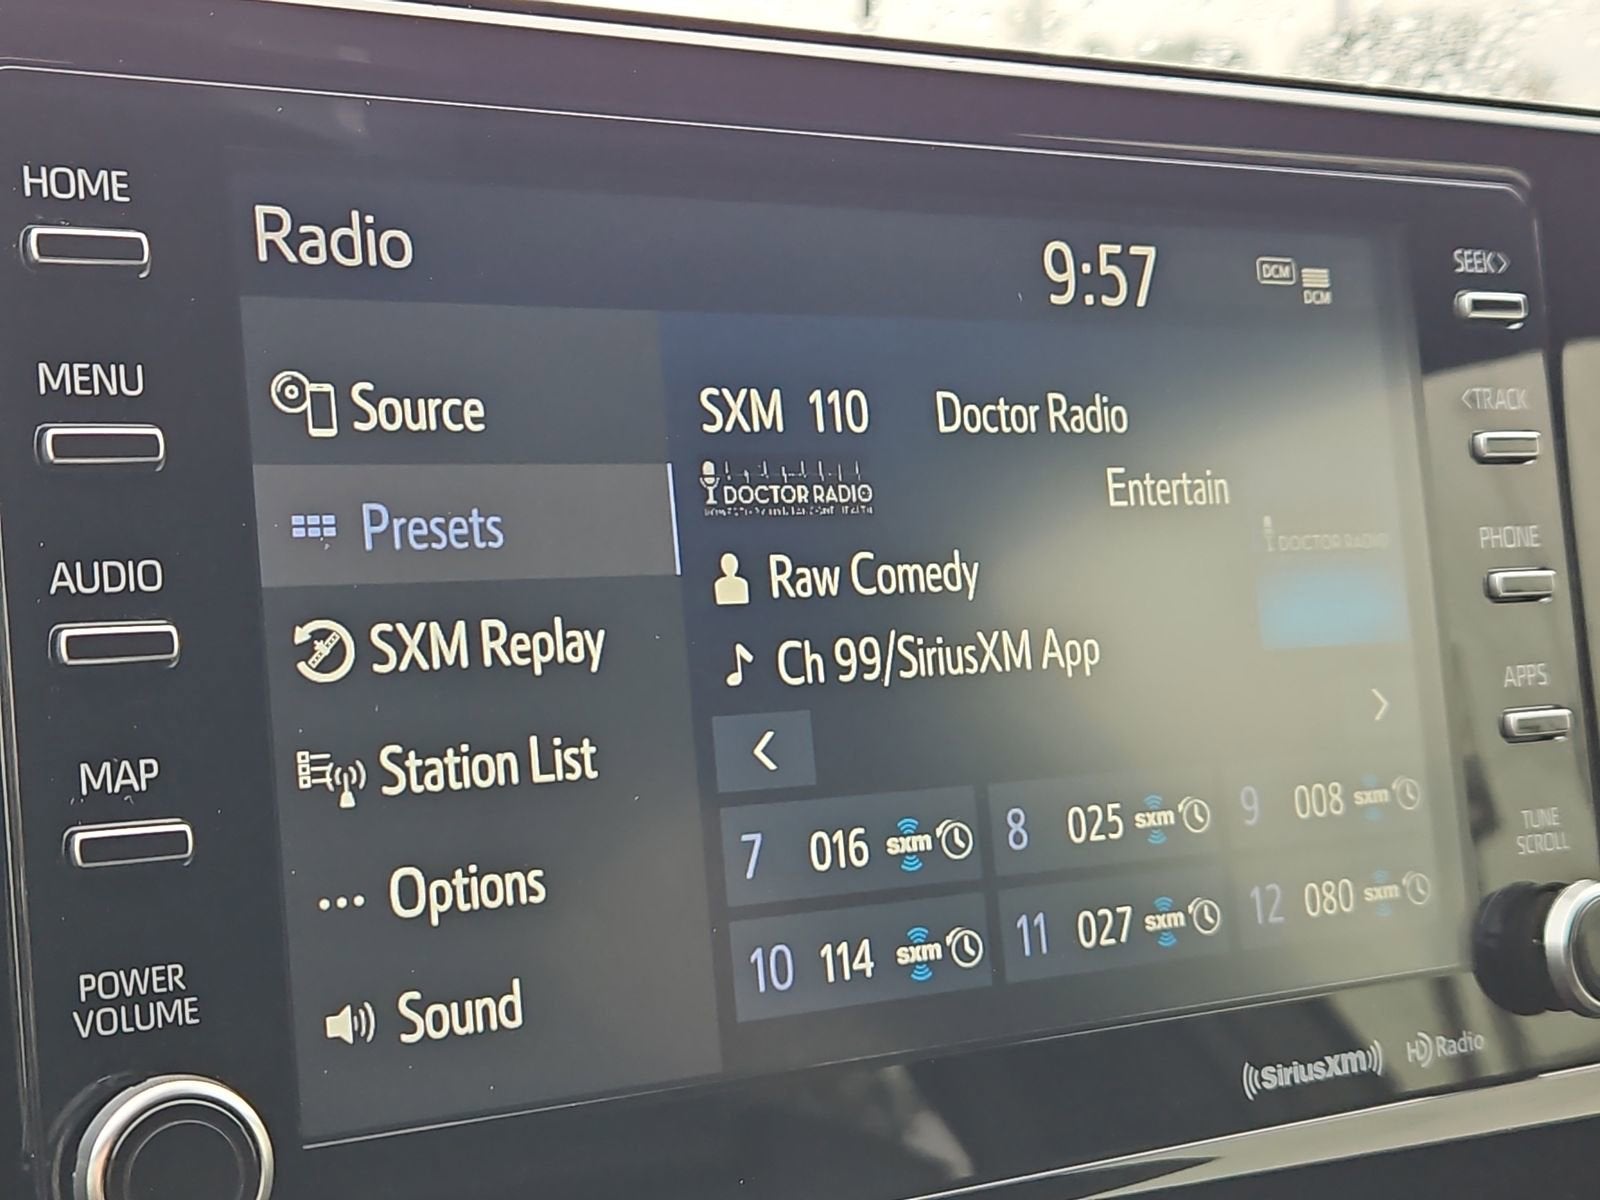 HOME
Radio
9:57
DCM
DCM
SEEK>
MENU
Source
SXM 110 Doctor Radio
<TRACK
DOCTOR RADIO
Entertain
Presets
DOCTOR RADIO
PHONE
AUDIO
Raw Comedy
SXM Replay
Ch 99/SiriusXM App
APPS
MAP
Station List
<
>
7 016 sxm
8 025 sxm
9 008 sxm
TUNE
SCROLL
... Options
10 114 sxm
11 027 sxm
12 080 sxm
POWER
VOLUME
Sound
((SiriusXM))
HD Radio